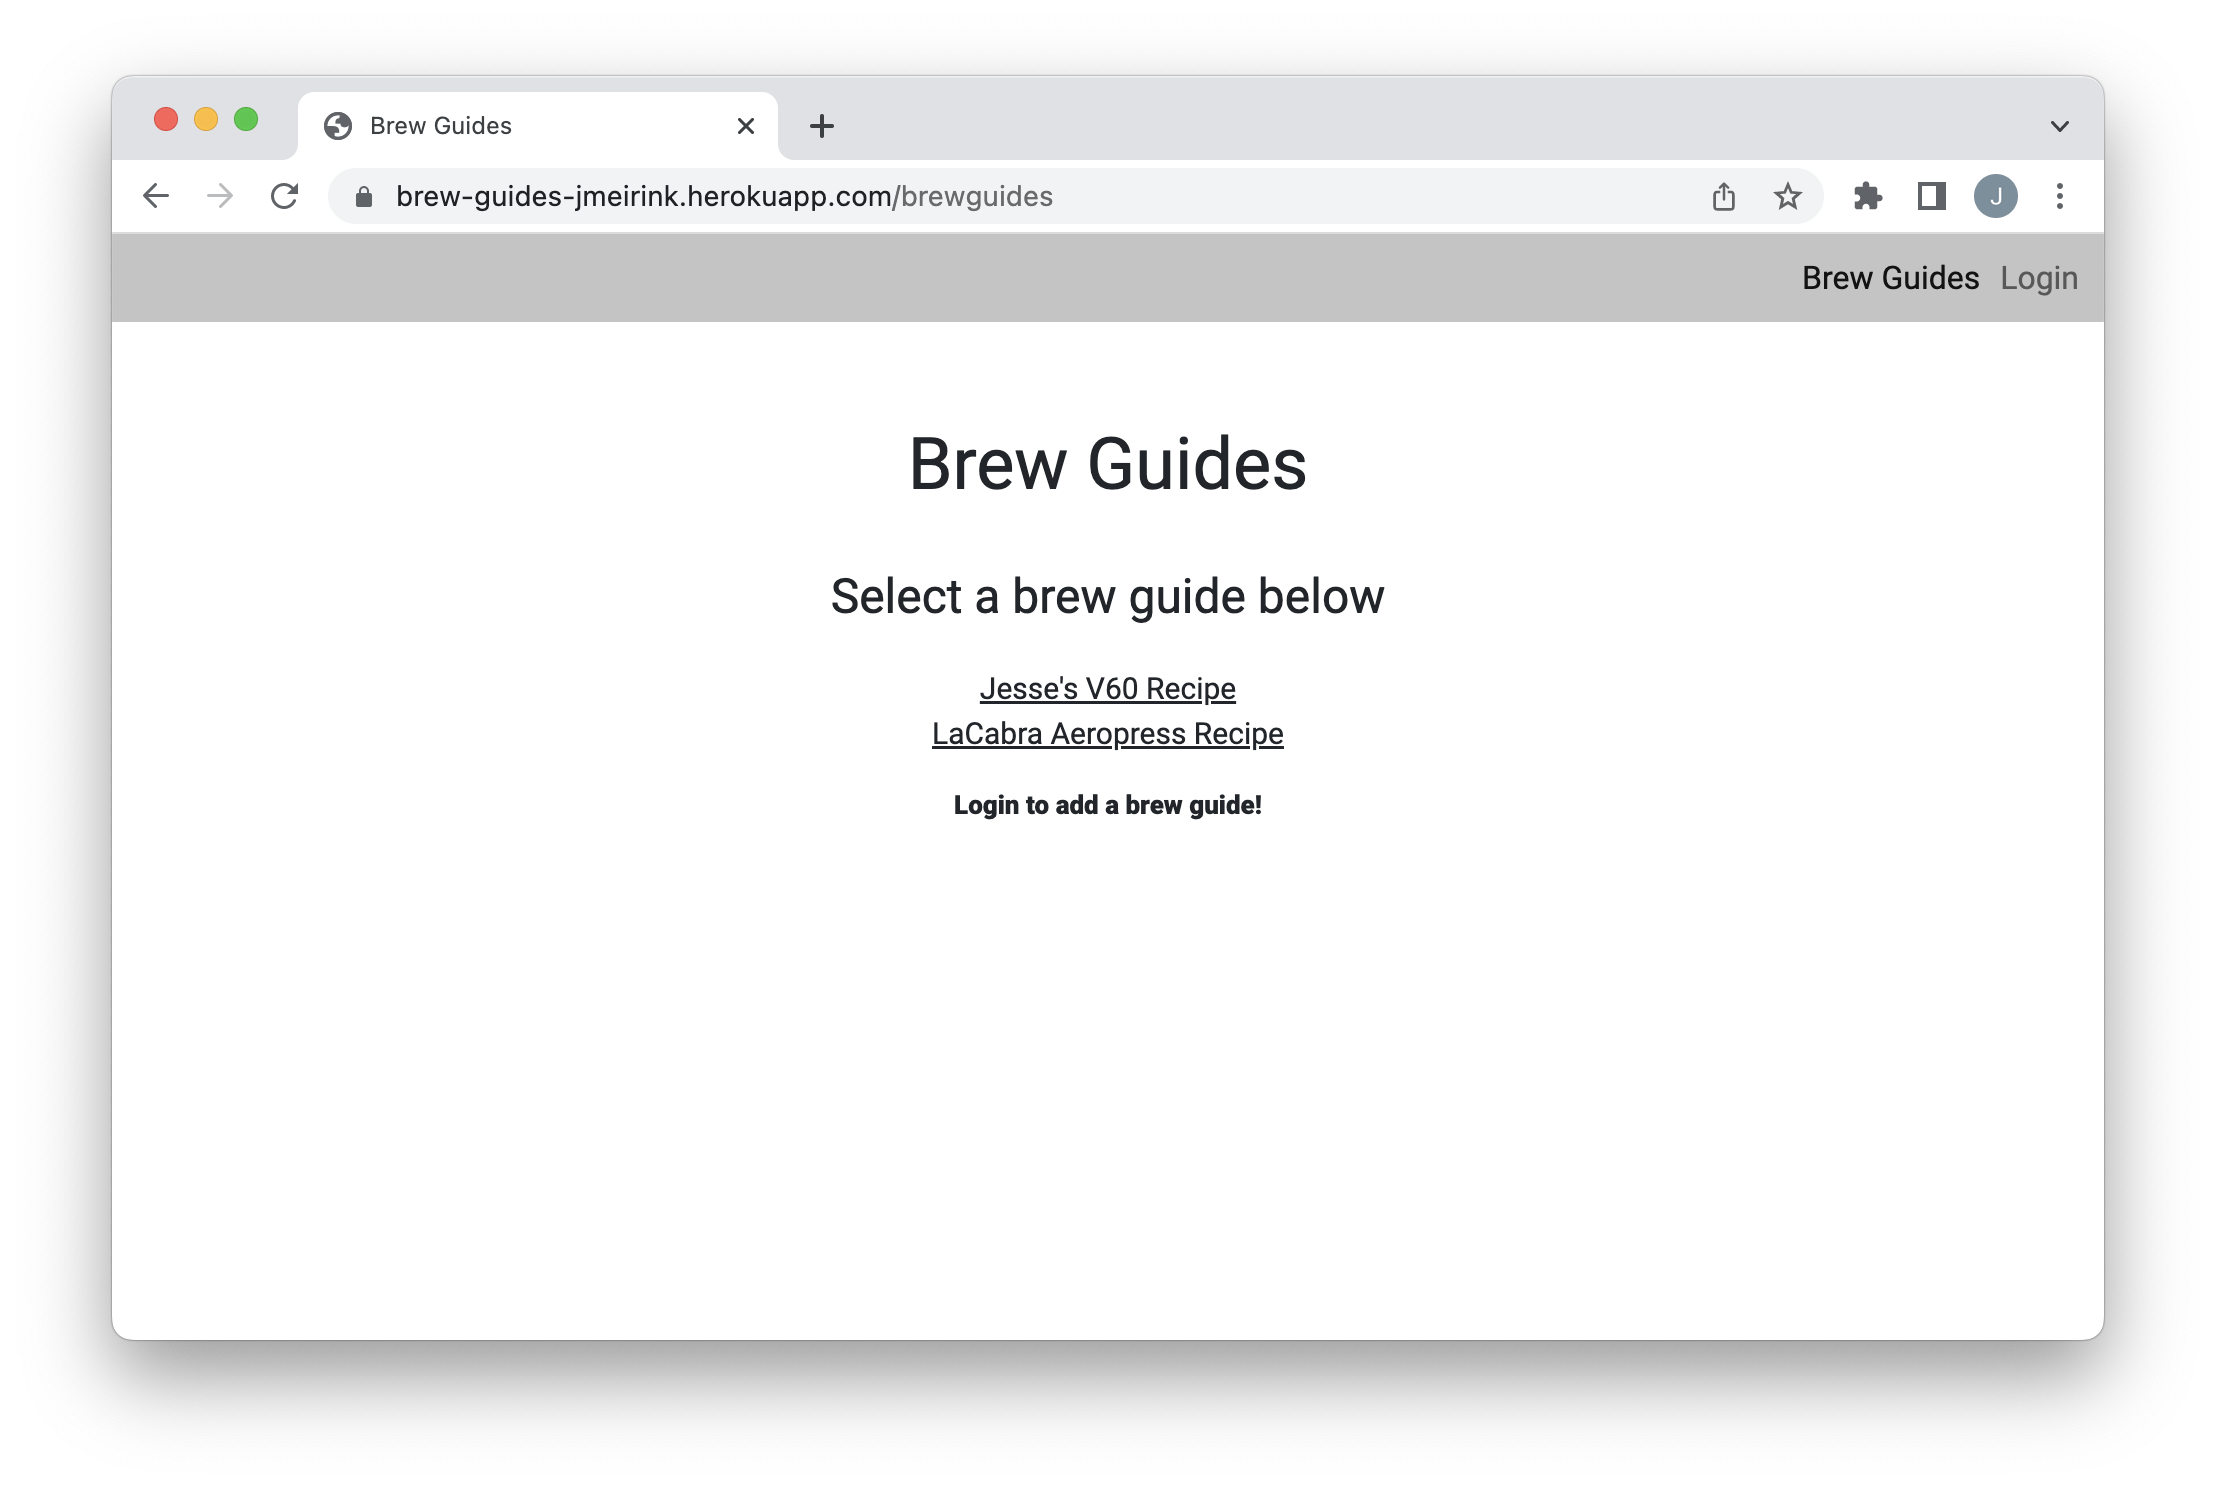 Brew Guides
brew-guides-jmeirink.herokuapp.com/brewguides
J
Brew Guides Login
Brew Guides
Select a brew guide below
Jesse's V60 Recipe
LaCabra Aeropress Recipe
Login to add a brew guide!